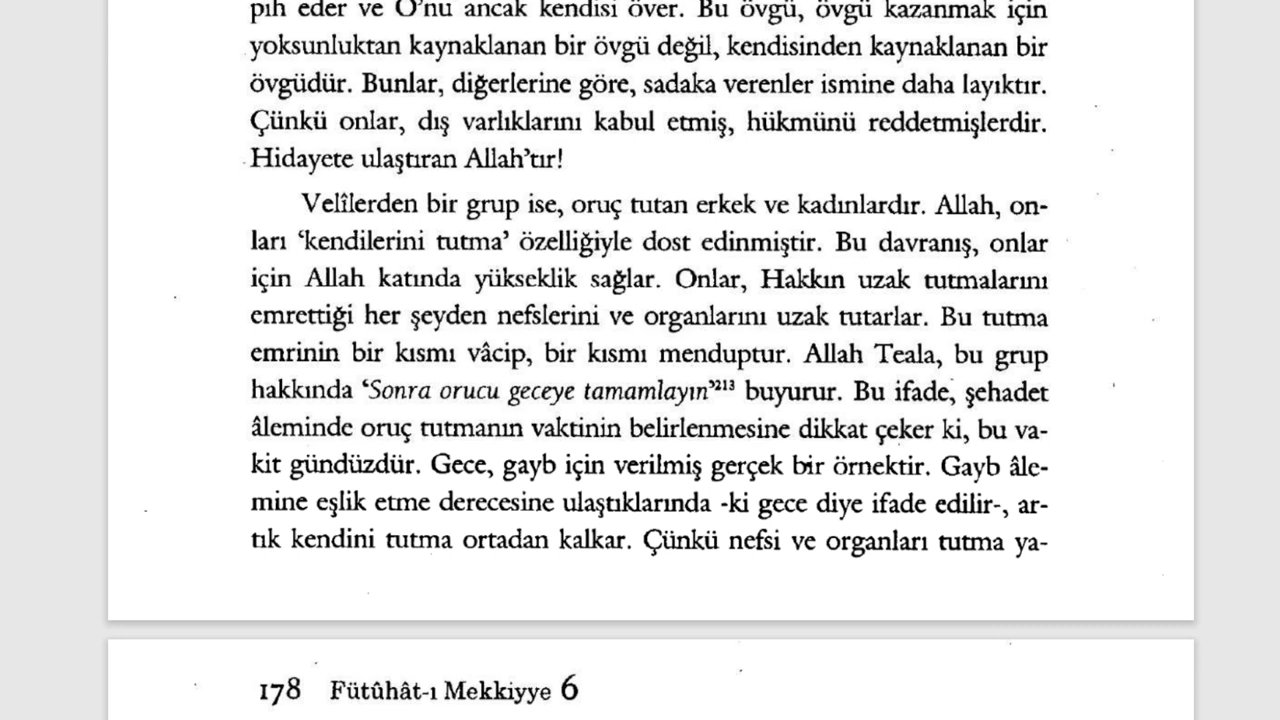 pih eder ve O’nu ancak kendisi över. Bu övgü, övgü kazanmak için
yoksunluktan kaynaklanan bir övgü değil, kendisinden kaynaklanan bir
övgüdür. Bunlar, diğerlerine göre, sadaka verenler ismine daha layıktır.
Çünkü onlar, dış varlıklarını kabul etmiş, hükmünü reddetmişlerdir.
Hidayete ulaştıran Allah’tır!
Velîlerden bir grup ise, oruç tutan erkek ve kadınlardır. Allah, on-
ları ‘kendilerini tutma’ özelliğiyle dost edinmiştir. Bu davranış, onlar
için Allah katında yükseklik sağlar. Onlar, Hakkın uzak tutmalarını
emrettiği her şeyden nefslerini ve organlarını uzak tutarlar. Bu tutma
emrinin bir kısmı vâcip, bir kısmı menduptur. Allah Teala, bu grup
hakkında ‘Sonra orucu geceye tamamlayın’²¹³ buyurur. Bu ifade, şehadet
âleminde oruç tutmanın vaktinin belirlenmesine dikkat çeker ki, bu va-
kit gündüzdür. Gece, gayb için verilmiş gerçek bir örnektir. Gayb âle-
mine eşlik etme derecesine ulaştıklarında -ki gece diye ifade edilir-, ar-
tık kendini tutma ortadan kalkar. Çünkü nefsi ve organları tutma ya-
178 Fütûhât-ı Mekkiyye 6